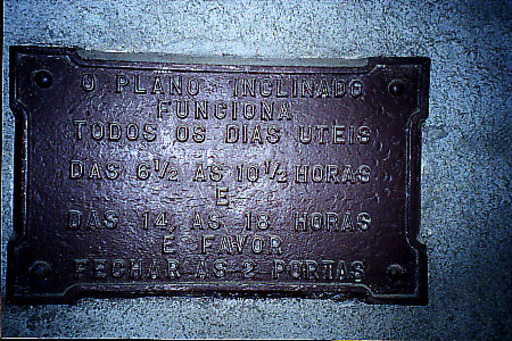 O PLANO INCLINADO
FUNCIONA
TODOS OS DIAS UTEIS
DAS 6½ AS 10½ HORAS
E
DAS 14, AS 18 HORAS
E FAVOR
FECHAR AS 2 PORTAS